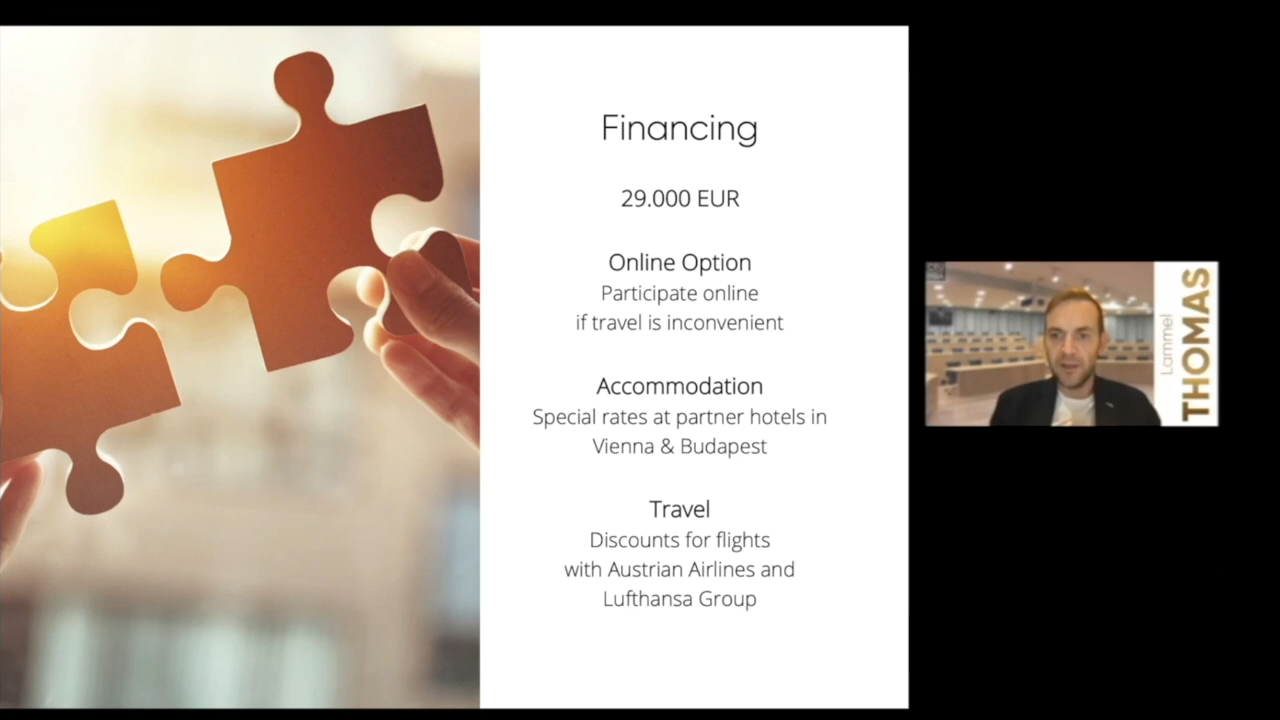 Financing
29.000 EUR
Online Option
Participate online
if travel is inconvenient
Accommodation
Special rates at partner hotels in
Vienna & Budapest
Travel
Discounts for flights
with Austrian Airlines and
Lufthansa Group
Lammel
THOMAS